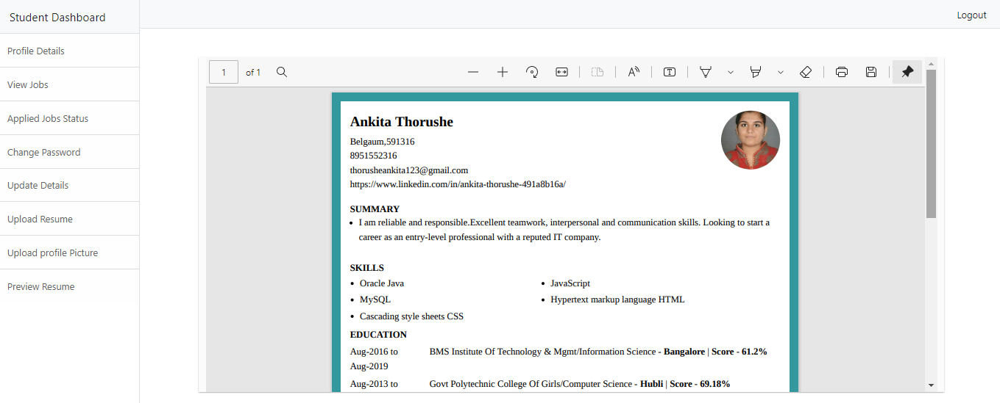 Student Dashboard
Logout
Profile Details
View Jobs
Applied Jobs Status
Change Password
Update Details
Upload Resume
Upload profile Picture
Preview Resume
1 of 1
Ankita Thorushe
Belgaum,591316
8951552316
thorusheankita123@gmail.com
https://www.linkedin.com/in/ankita-thorushe-491a8b16a/
SUMMARY
I am reliable and responsible.Excellent teamwork, interpersonal and communication skills. Looking to start a
career as an entry-level professional with a reputed IT company.
SKILLS
Oracle Java
JavaScript
MySQL
Hypertext markup language HTML
Cascading style sheets CSS
EDUCATION
Aug-2016 to BMS Institute Of Technology & Mgmt/Information Science - Bangalore | Score - 61.2%
Aug-2019
Aug-2013 to Govt Polytechnic College Of Girls/Computer Science - Hubli | Score - 69.18%